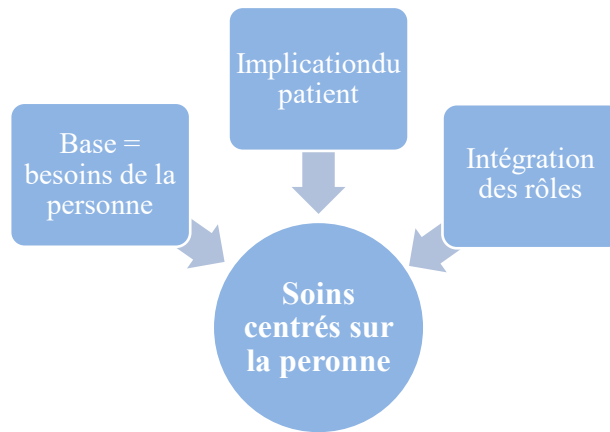 Base =
besoins de la
personne
Implicationdu
patient
Intégration
des rôles
Soins
centrés sur
la peronne